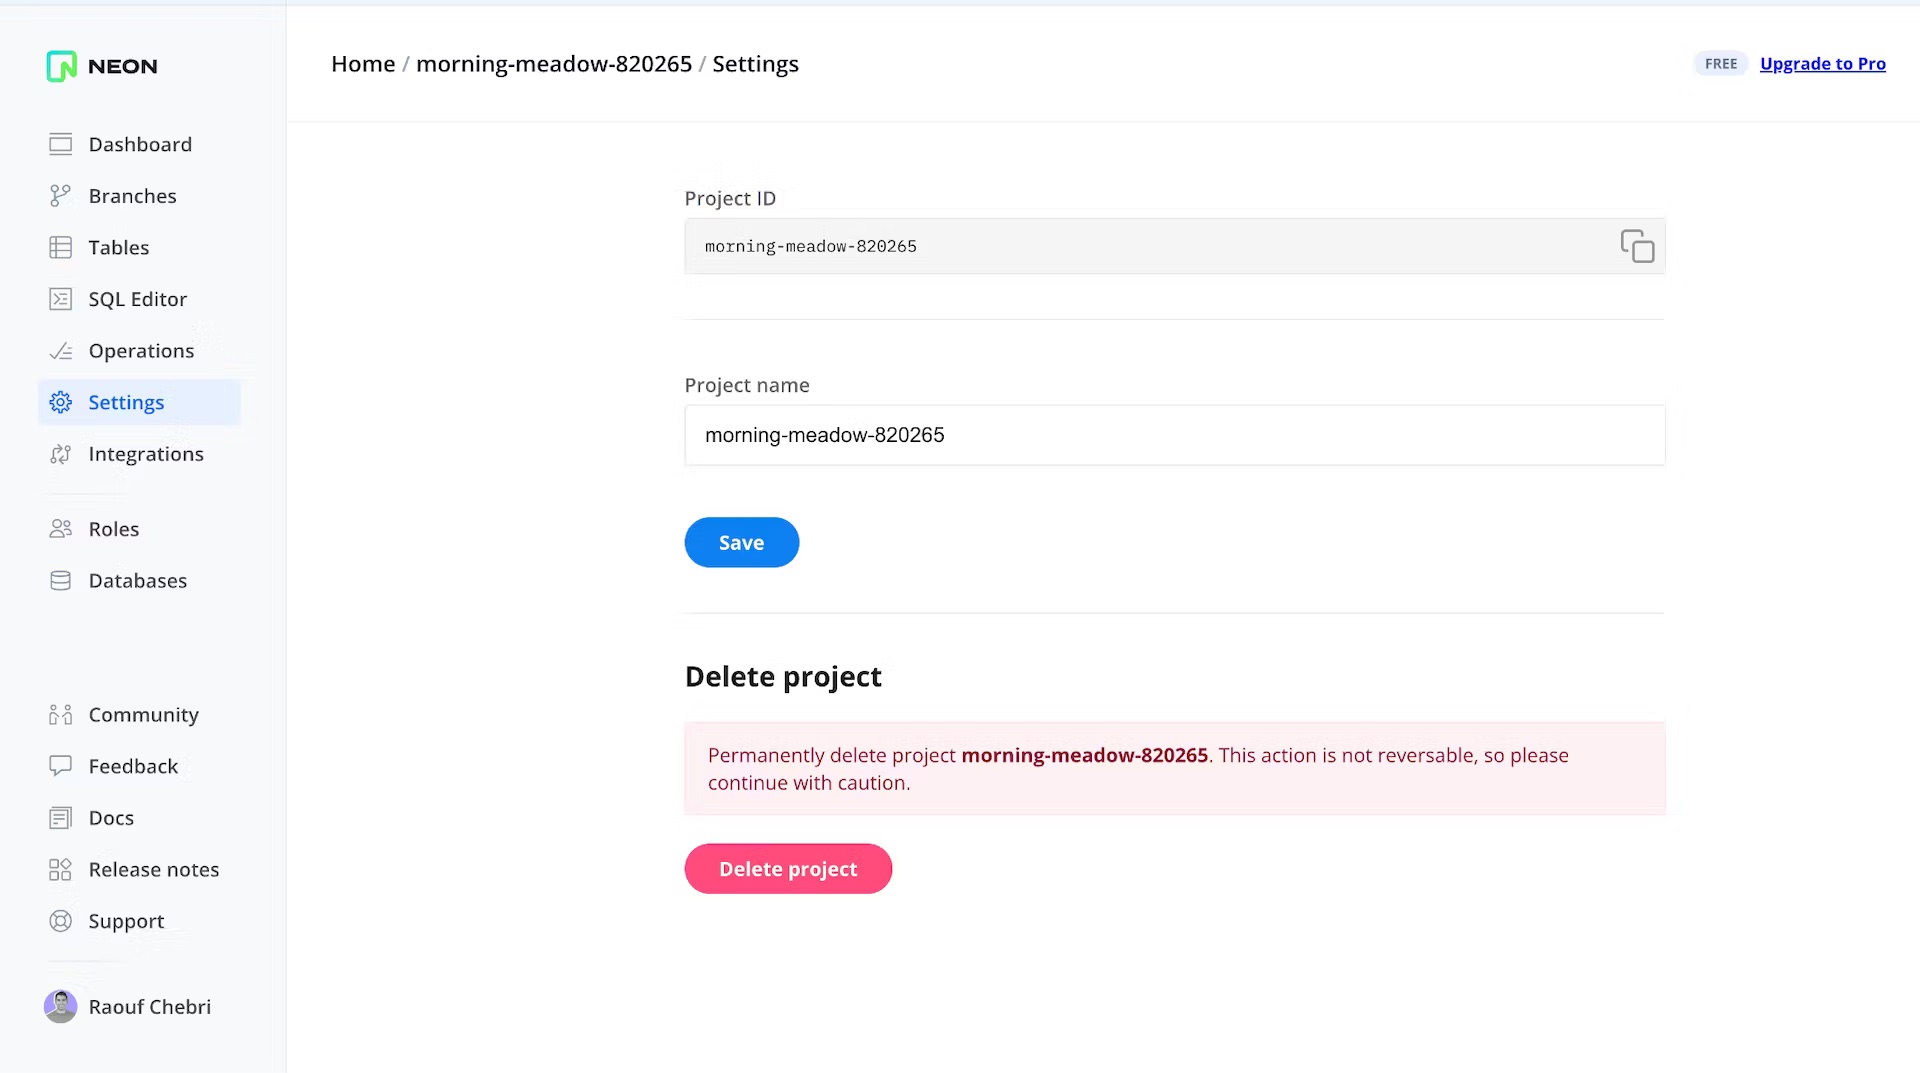 NEON
Home / morning-meadow-820265 / Settings
FREE Upgrade to Pro
Dashboard
Branches
Tables
SQL Editor
Operations
Settings
Integrations
Roles
Databases
Community
Feedback
Docs
Release notes
Support
Raouf Chebri
Project ID
morning-meadow-820265
Project name
morning-meadow-820265
Save
Delete project
Permanently delete project morning-meadow-820265. This action is not reversable, so please
continue with caution.
Delete project